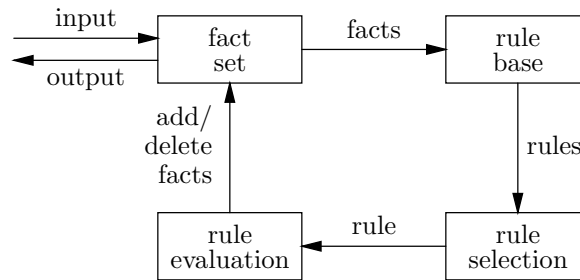 input
output
fact
set
facts
rule
base
add/
delete
facts
rules
rule
evaluation
rule
rule
selection